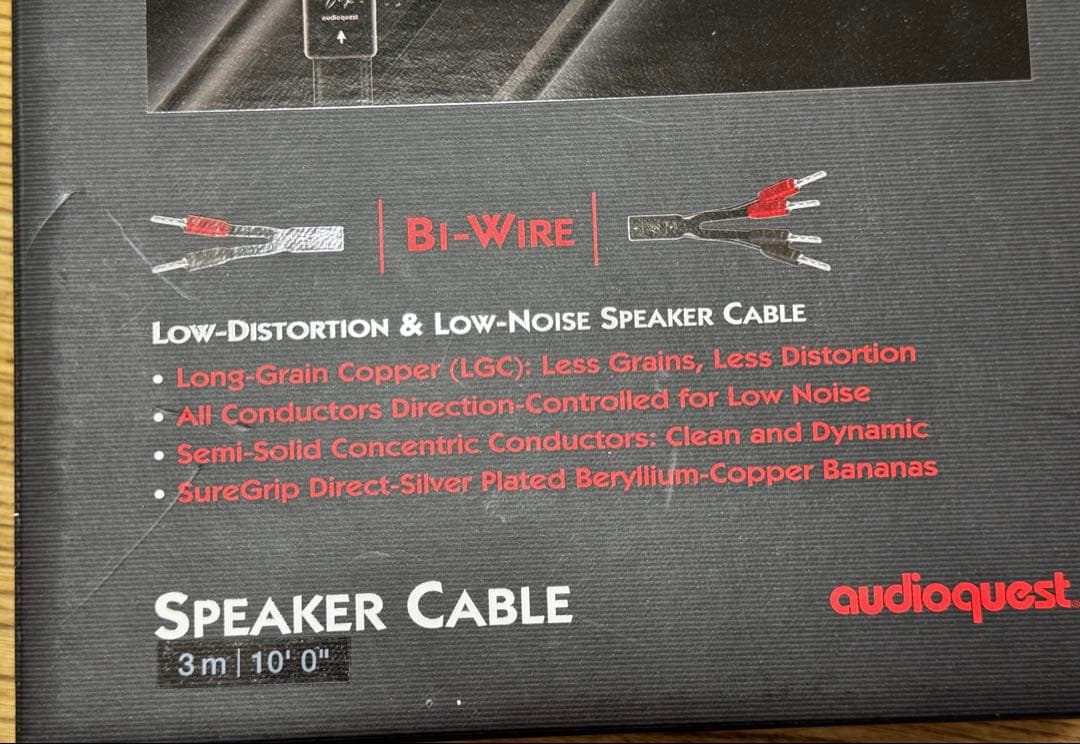 audioquest
BI-WIRE
LOW-DISTORTION & LOW-NOISE SPEAKER CABLE
• Long-Grain Copper (LGC): Less Grains, Less Distortion
• All Conductors Direction-Controlled for Low Noise
• Semi-Solid Concentric Conductors: Clean and Dynamic
• SureGrip Direct-Silver Plated Beryllium-Copper Bananas
SPEAKER CABLE
audioquest
3 m | 10' 0"